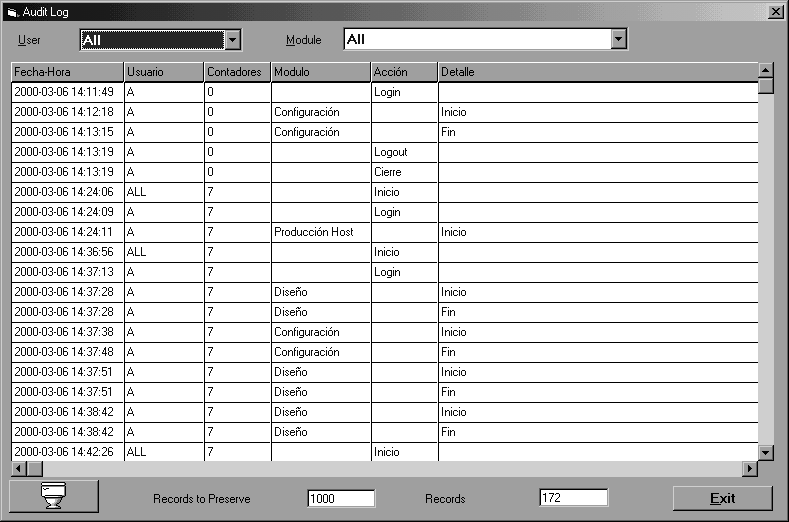 Audit Log
User All Module All
Fecha-Hora Usuario Contadores Modulo Acción Detalle
2000-03-06 14:11:49 A 0 Login
2000-03-06 14:12:18 A 0 Configuración Inicio
2000-03-06 14:13:15 A 0 Configuración Fin
2000-03-06 14:13:19 A 0 Logout
2000-03-06 14:13:19 A 0 Cierre
2000-03-06 14:24:06 ALL 7 Inicio
2000-03-06 14:24:09 A 7 Login
2000-03-06 14:24:11 A 7 Producción Host Inicio
2000-03-06 14:36:56 ALL 7 Inicio
2000-03-06 14:37:13 A 7 Login
2000-03-06 14:37:28 A 7 Diseño Inicio
2000-03-06 14:37:28 A 7 Diseño Fin
2000-03-06 14:37:38 A 7 Configuración Inicio
2000-03-06 14:37:48 A 7 Configuración Fin
2000-03-06 14:37:51 A 7 Diseño Inicio
2000-03-06 14:37:51 A 7 Diseño Fin
2000-03-06 14:38:42 A 7 Diseño Inicio
2000-03-06 14:38:42 A 7 Diseño Fin
2000-03-06 14:42:26 ALL 7 Inicio
Records to Preserve 1000 Records 172 Exit